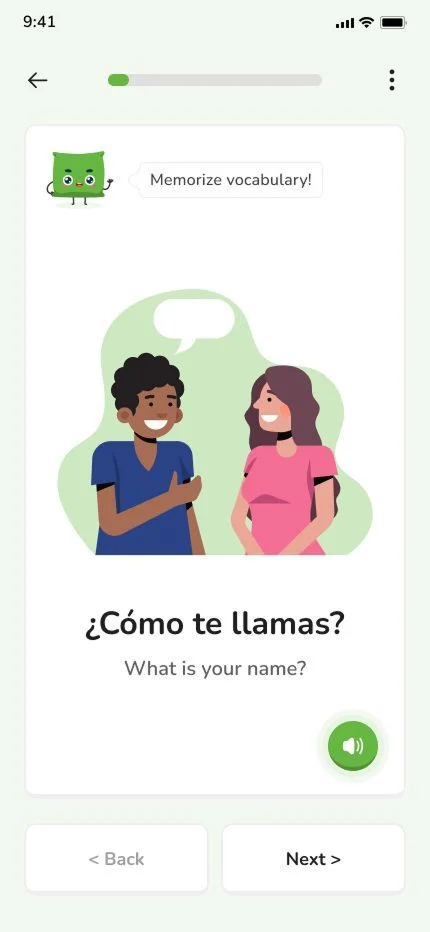 9:41
Memorize vocabulary!
¿Cómo te llamas?
What is your name?
< Back
Next >